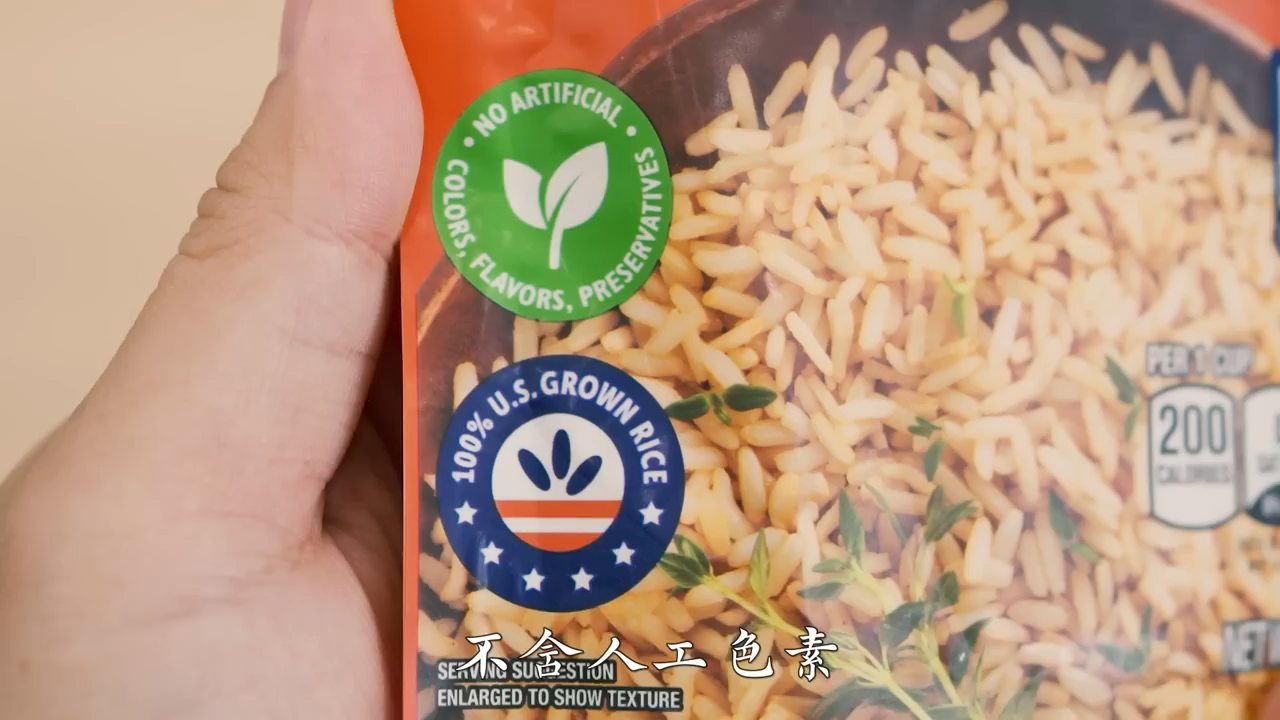 NO ARTIFICIAL
COLORS, FLAVORS, PRESERVATIVES
100% U.S. GROWN RICE
PER 1 CUP
200
CALORIES
不含人工色素
SERVING SUGGESTION
ENLARGED TO SHOW TEXTURE
NET